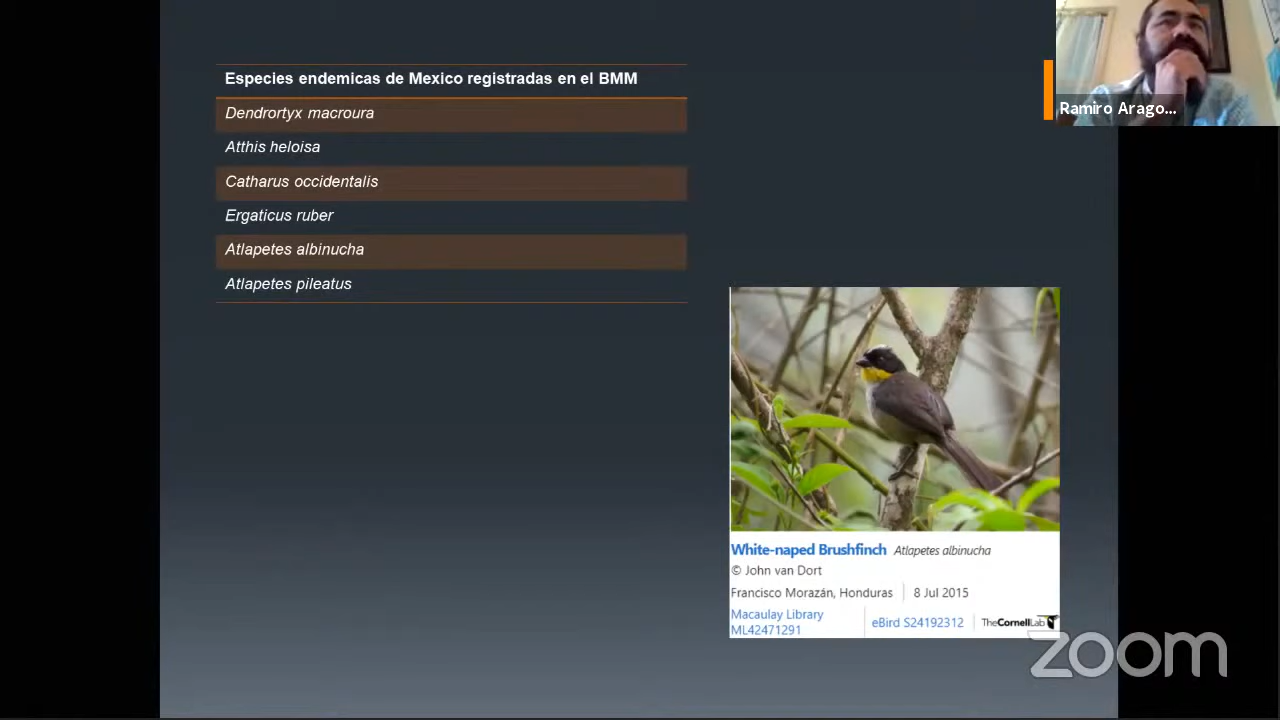 Especies endemicas de Mexico registradas en el BMM
Dendrortyx macroura
Atthis heloisa
Catharus occidentalis
Ergaticus ruber
Atlapetes albinucha
Atlapetes pileatus
Ramiro Arago...
White-naped Brushfinch Atlapetes albinucha
© John van Dort
Francisco Morazán, Honduras 8 Jul 2015
Macaulay Library
ML42471291
eBird S24192312
TheCornellLab
zoom